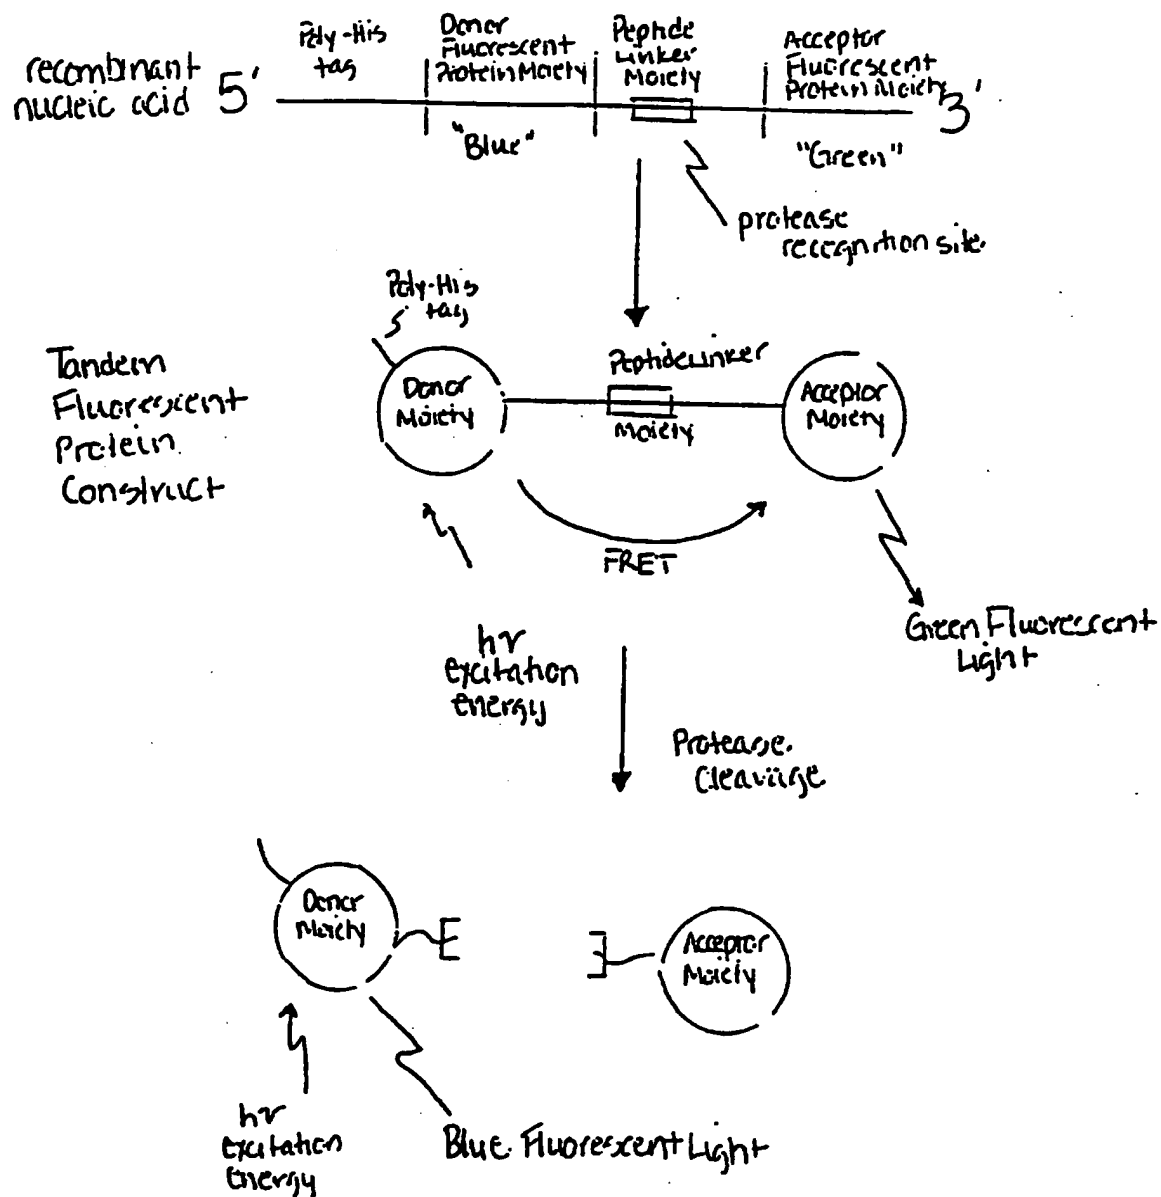 recombinant
nucleic acid
5'
Poly-His
tag
Donor
Fluorescent
Protein Moiety
Peptide
Linker
Moiety
Acceptor
Fluorescent
Protein Moiety
3'
"Blue"
"Green"
protease
recognition site.
Poly-His
tag
Tandem
Fluorescent
Protein
Construct
Donor
Moiety
Peptide Linker
Moiety
Acceptor
Moiety
FRET
hν
excitation
energy
Green Fluorescent
Light
Protease
Cleavage
Donor
Moiety
Acceptor
Moiety
hν
excitation
Energy
Blue Fluorescent Light